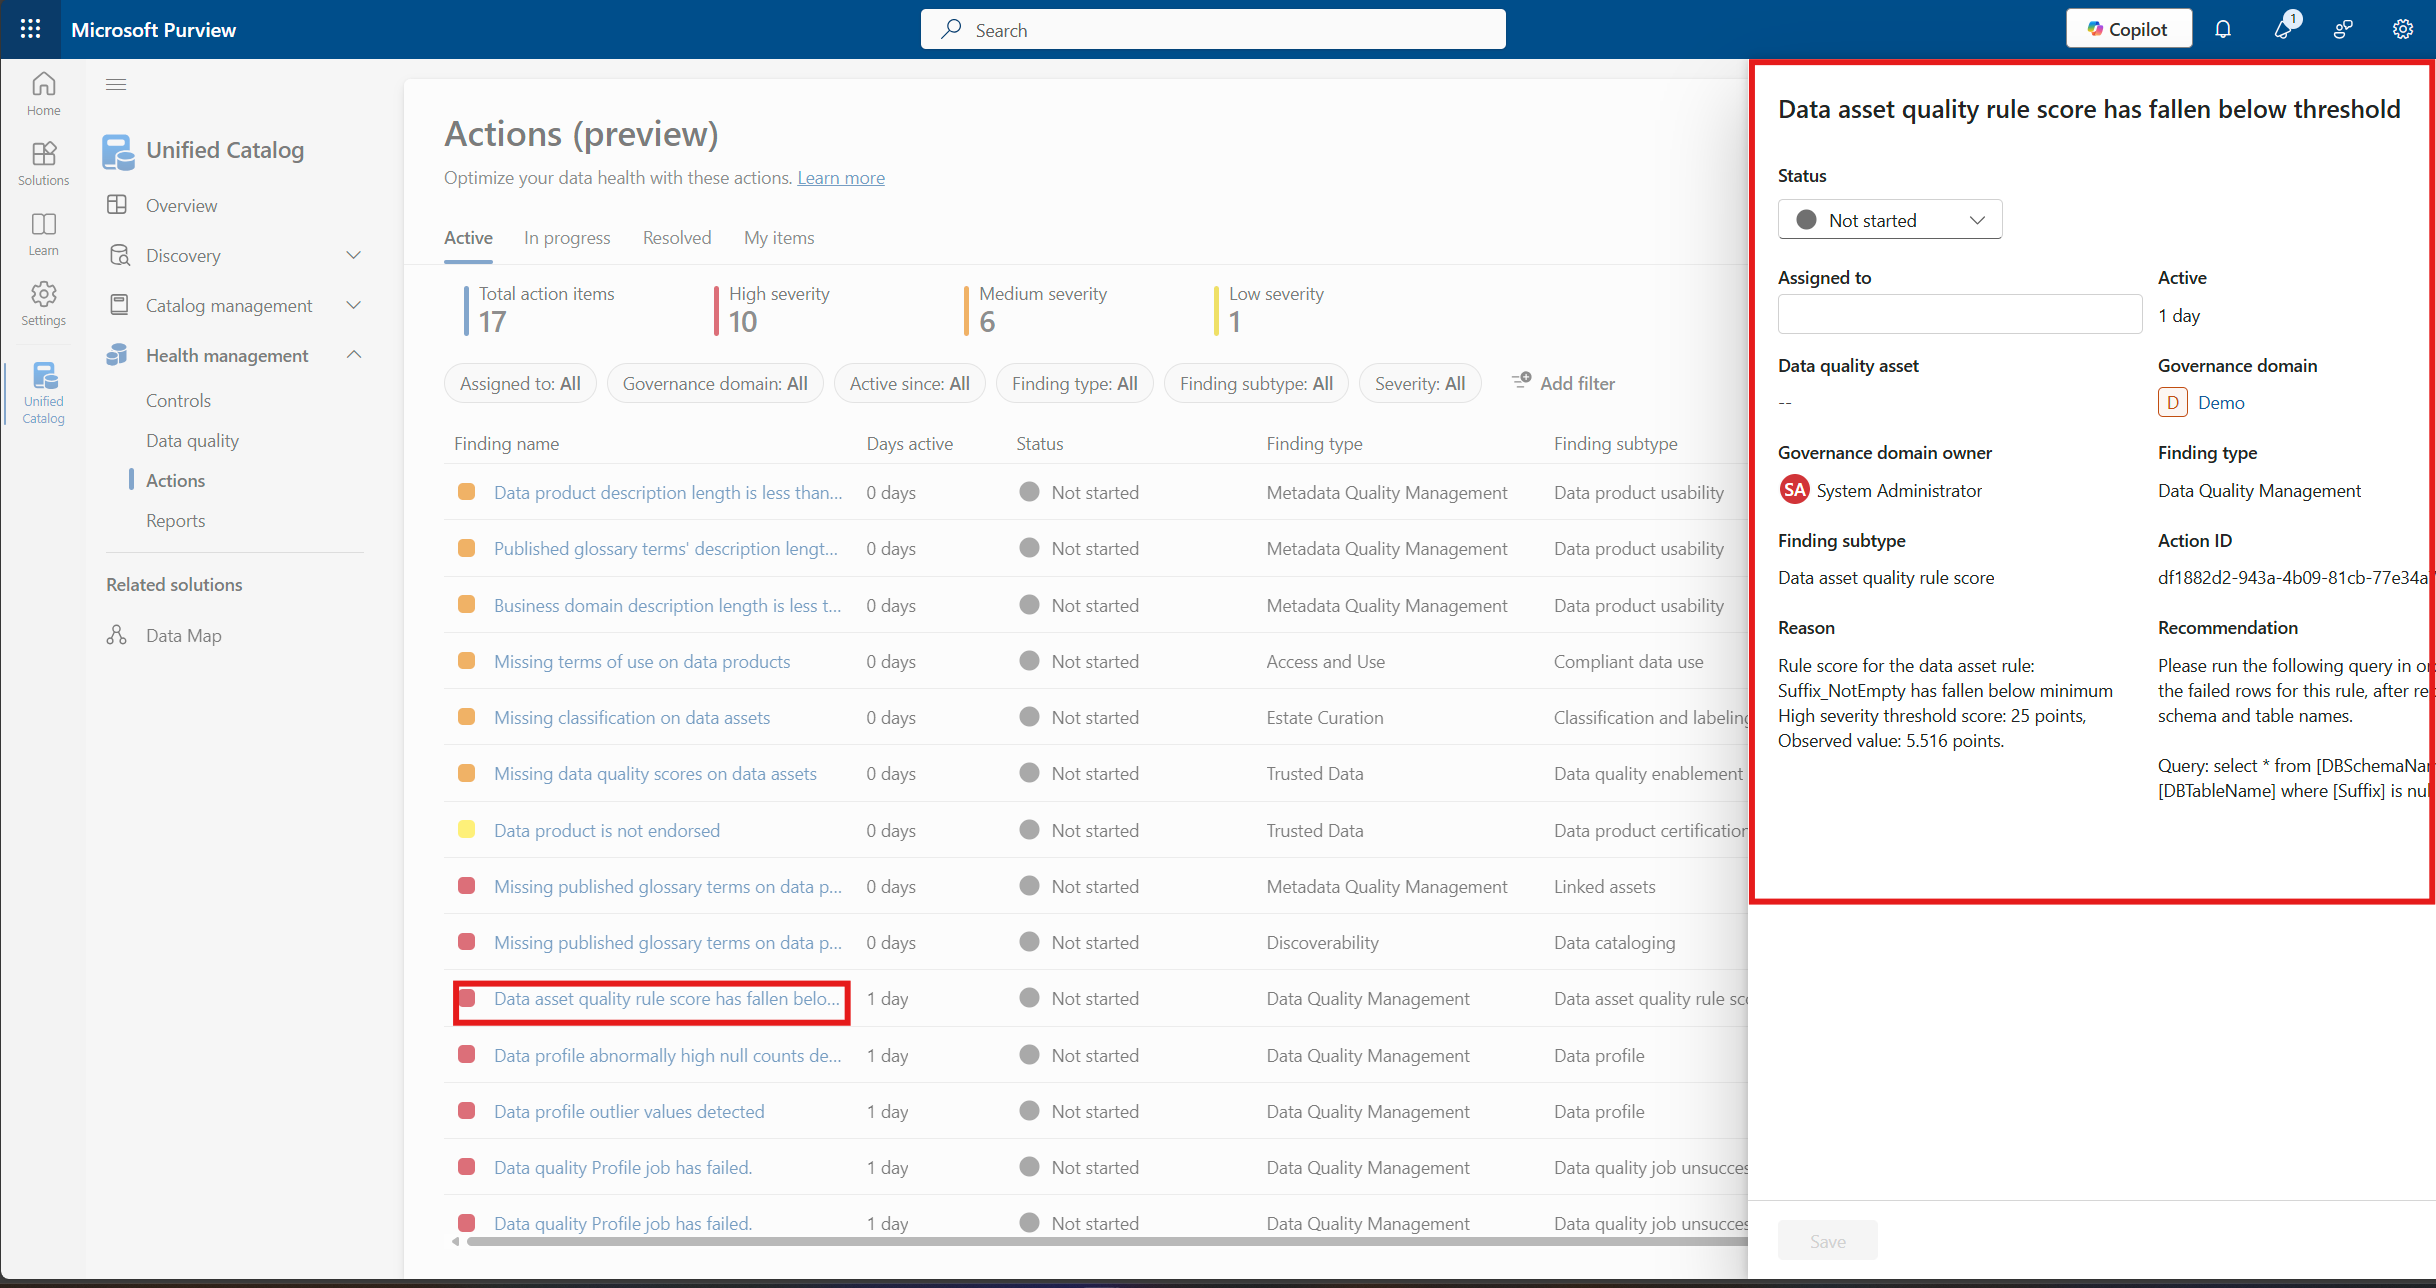 Microsoft Purview
Search
Copilot
1
Home
Solutions
Learn
Settings
Unified
Catalog
Unified Catalog
Overview
Discovery
Catalog management
Health management
Controls
Data quality
Actions
Reports
Related solutions
Data Map
Actions (preview)
Optimize your data health with these actions. Learn more
Active In progress Resolved My items
Total action items High severity Medium severity Low severity
17 10 6 1
Assigned to: All Governance domain: All Active since: All Finding type: All Finding subtype: All Severity: All Add filter
Finding name Days active Status Finding type Finding subtype
Data product description length is less than... 0 days Not started Metadata Quality Management Data product usability
Published glossary terms' description lengt... 0 days Not started Metadata Quality Management Data product usability
Business domain description length is less t... 0 days Not started Metadata Quality Management Data product usability
Missing terms of use on data products 0 days Not started Access and Use Compliant data use
Missing classification on data assets 0 days Not started Estate Curation Classification and labeling
Missing data quality scores on data assets 0 days Not started Trusted Data Data quality enablement
Data product is not endorsed 0 days Not started Trusted Data Data product certification
Missing published glossary terms on data p... 0 days Not started Metadata Quality Management Linked assets
Missing published glossary terms on data p... 0 days Not started Discoverability Data cataloging
Data asset quality rule score has fallen belo... 1 day Not started Data Quality Management Data asset quality rule sco
Data profile abnormally high null counts de... 1 day Not started Data Quality Management Data profile
Data profile outlier values detected 1 day Not started Data Quality Management Data profile
Data quality Profile job has failed. 1 day Not started Data Quality Management Data quality job unsucces
Data quality Profile job has failed. 1 day Not started Data Quality Management Data quality job unsucces
Data asset quality rule score has fallen below threshold
Status
Not started
Assigned to
Active
1 day
Data quality asset
--
Governance domain
D Demo
Governance domain owner
SA System Administrator
Finding type
Data Quality Management
Finding subtype
Data asset quality rule score
Action ID
df1882d2-943a-4b09-81cb-77e34a
Reason
Rule score for the data asset rule:
Suffix_NotEmpty has fallen below minimum
High severity threshold score: 25 points,
Observed value: 5.516 points.
Recommendation
Please run the following query in or
the failed rows for this rule, after re
schema and table names.
Query: select * from [DBSchemaNar
[DBTableName] where [Suffix] is nul
Save